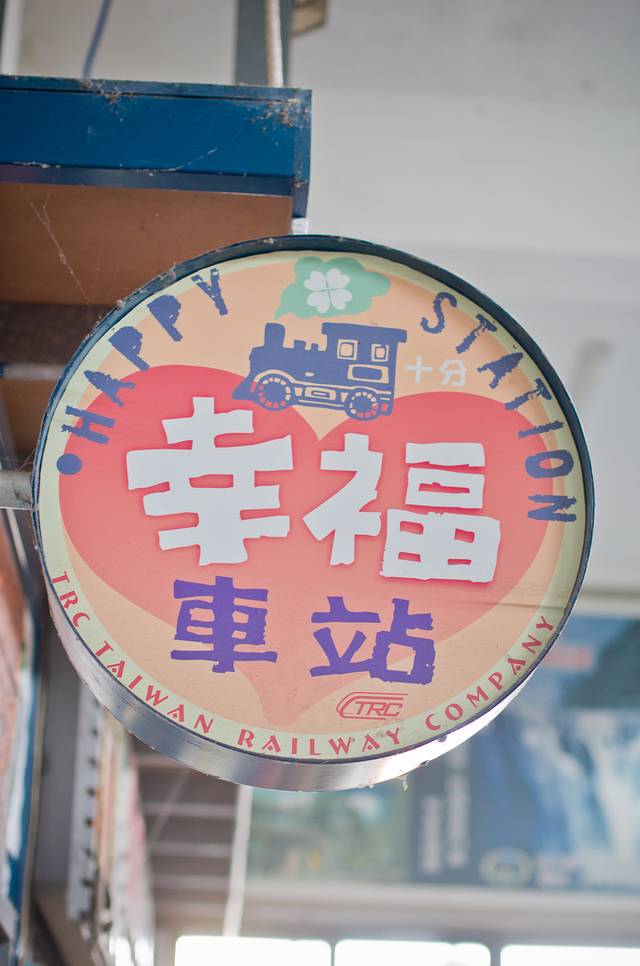 HAPPY STATION
十分
幸福
車站
TRC
TRC TAIWAN RAILWAY COMPANY